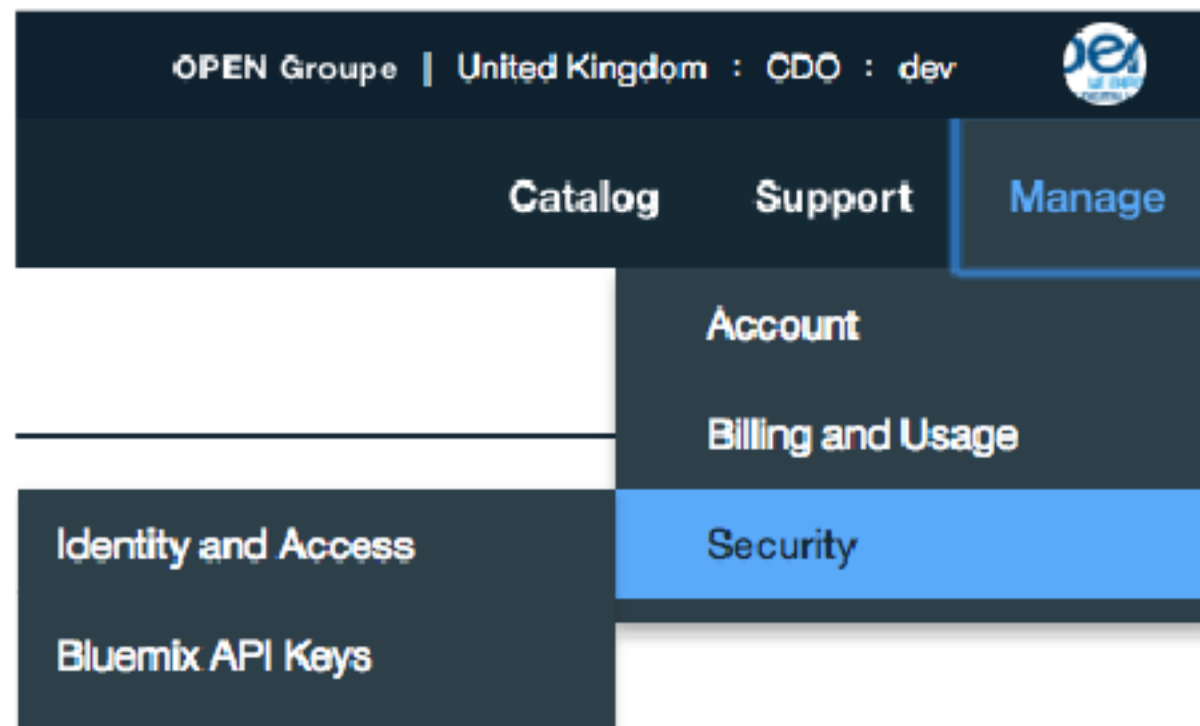 OPEN Groupe | United Kingdom : CDO : dev
Catalog Support Manage
Account
Billing and Usage
Security
Identity and Access
Bluemix API Keys